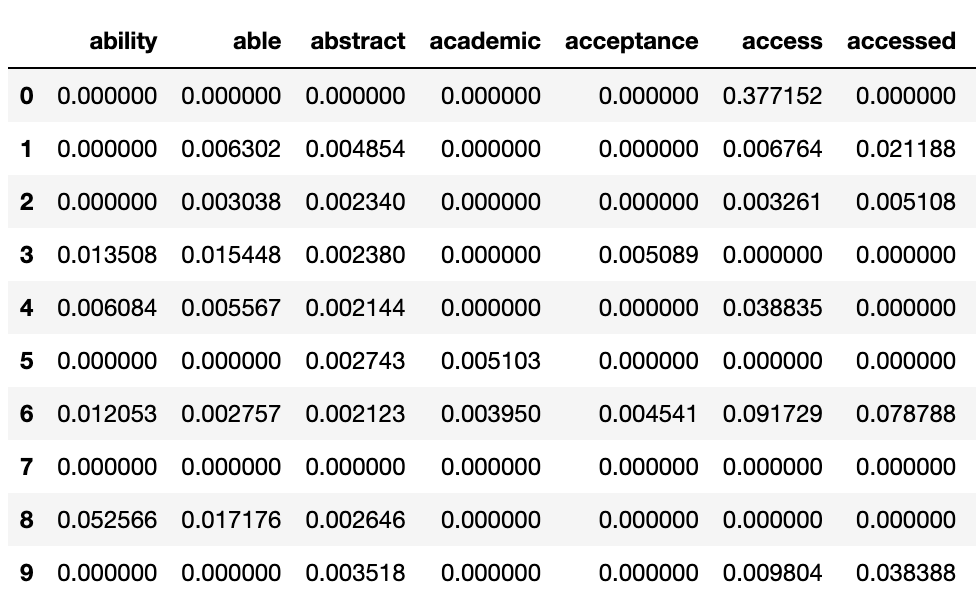 ability able abstract academic acceptance access accessed
0 0.000000 0.000000 0.000000 0.000000 0.000000 0.377152 0.000000
1 0.000000 0.006302 0.004854 0.000000 0.000000 0.006764 0.021188
2 0.000000 0.003038 0.002340 0.000000 0.000000 0.003261 0.005108
3 0.013508 0.015448 0.002380 0.000000 0.005089 0.000000 0.000000
4 0.006084 0.005567 0.002144 0.000000 0.000000 0.038835 0.000000
5 0.000000 0.000000 0.002743 0.005103 0.000000 0.000000 0.000000
6 0.012053 0.002757 0.002123 0.003950 0.004541 0.091729 0.078788
7 0.000000 0.000000 0.000000 0.000000 0.000000 0.000000 0.000000
8 0.052566 0.017176 0.002646 0.000000 0.000000 0.000000 0.000000
9 0.000000 0.000000 0.003518 0.000000 0.000000 0.009804 0.038388